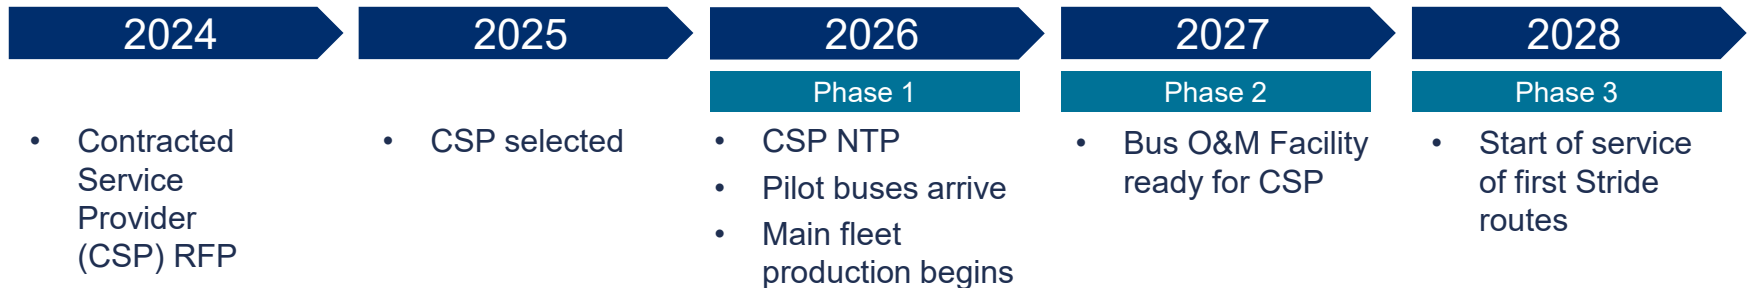 2024
2025
2026
2027
2028
Phase 1
Phase 2
Phase 3
• Contracted
Service
Provider
(CSP) RFP
• CSP selected
• CSP NTP
• Pilot buses arrive
• Main fleet
production begins
• Bus O&M Facility
ready for CSP
• Start of service
of first Stride
routes